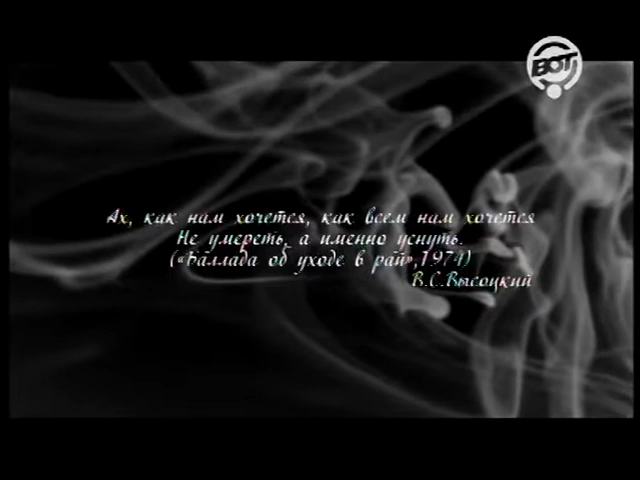 ВОТ!
Ах, как нам хочется, как всем нам хочется
Не умереть, а именно уснуть.
(«Баллада об уходе в рай»,1974)
В.С.Высоцкий